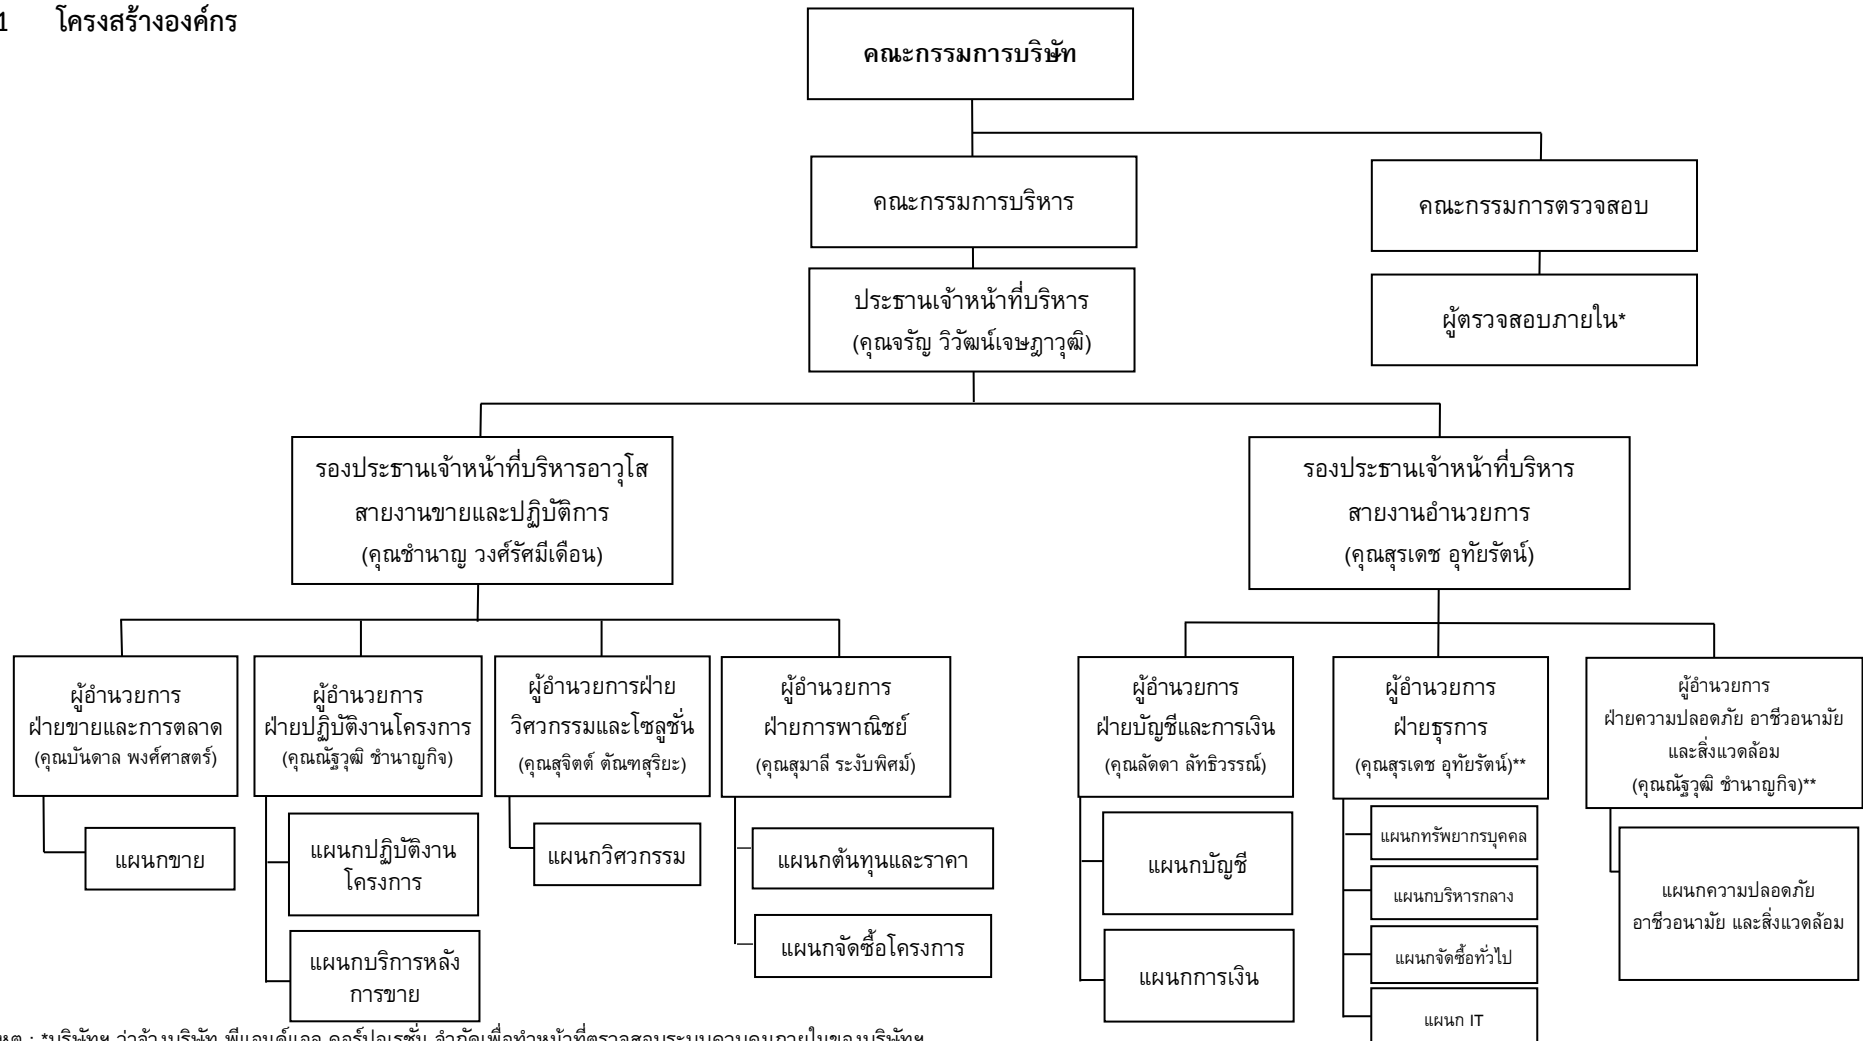 1 โครงสร้างองค์กร
คณะกรรมการบริษัท
คณะกรรมการบริหาร
คณะกรรมการตรวจสอบ
ประธานเจ้าหน้าที่บริหาร
(คุณจรัญ วิวัฒน์เจษฎาวุฒิ)
ผู้ตรวจสอบภายใน*
รองประธานเจ้าหน้าที่บริหารอาวุโส
สายงานขายและปฏิบัติการ
(คุณชำนาญ วงศ์รัศมีเดือน)
รองประธานเจ้าหน้าที่บริหาร
สายงานอำนวยการ
(คุณสุรเดช อุทัยรัตน์)
ผู้อำนวยการ
ฝ่ายขายและการตลาด
(คุณบันดาล พงศ์ศาสตร์)
ผู้อำนวยการ
ฝ่ายปฏิบัติงานโครงการ
(คุณณัฐวุฒิ ชำนาญกิจ)
ผู้อำนวยการฝ่าย
วิศวกรรมและโซลูชั่น
(คุณสุจิตต์ ตัณฑสุริยะ)
ผู้อำนวยการ
ฝ่ายการพาณิชย์
(คุณสุมาลี ระงับพิศม์)
ผู้อำนวยการ
ฝ่ายบัญชีและการเงิน
(คุณลัดดา ลัทธิวรรณ์)
ผู้อำนวยการ
ฝ่ายธุรการ
(คุณสุรเดช อุทัยรัตน์)**
ผู้อำนวยการ
ฝ่ายความปลอดภัย อาชีวอนามัย
และสิ่งแวดล้อม
(คุณณัฐวุฒิ ชำนาญกิจ)**
แผนกขาย
แผนกปฏิบัติงาน
โครงการ
แผนกบริการหลัง
การขาย
แผนกวิศวกรรม
แผนกต้นทุนและราคา
แผนกจัดซื้อโครงการ
แผนกบัญชี
แผนกการเงิน
แผนกทรัพยากรบุคคล
แผนกบริหารกลาง
แผนกจัดซื้อทั่วไป
แผนก IT
แผนกความปลอดภัย
อาชีวอนามัย และสิ่งแวดล้อม